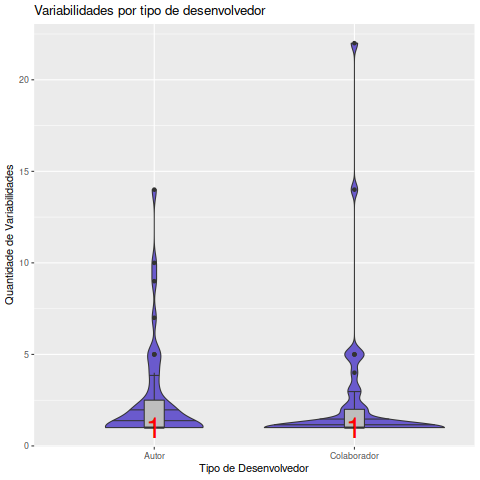 Variabilidades por tipo de desenvolvedor
Quantidade de Variabilidades
20
15
10
5
0
1
1
Autor
Colaborador
Tipo de Desenvolvedor